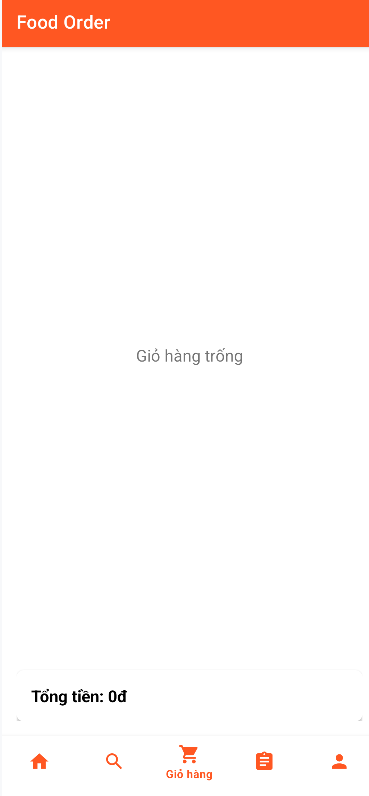 Food Order
Giỏ hàng trống
Tổng tiền: 0đ
Giỏ hàng